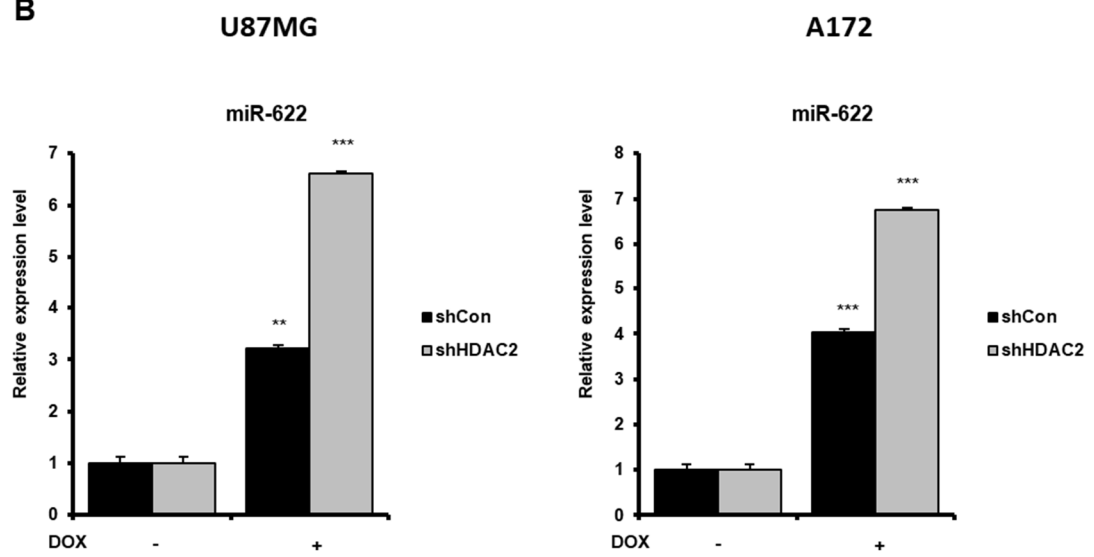 B
U87MG
A172
miR-622
miR-622
***
***
**
***
7
6
5
4
3
2
1
0
Relative expression level
shCon
shHDAC2
DOX
-
+
8
7
6
5
4
3
2
1
0
Relative expression level
shCon
shHDAC2
DOX
-
+